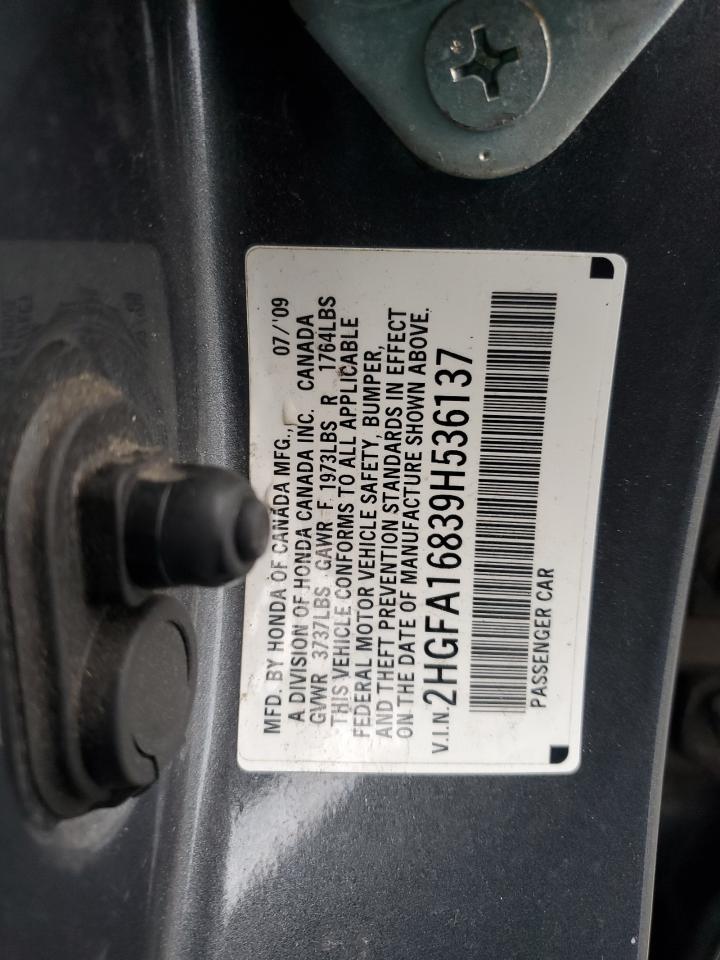 MFD. BY HONDA OF CANADA MFG., 07/'09
A DIVISION OF HONDA CANADA INC. CANADA
GVWR 3737LBS GAWR F 1973LBS R 1764LBS
THIS VEHICLE CONFORMS TO ALL APPLICABLE
FEDERAL MOTOR VEHICLE SAFETY, BUMPER,
AND THEFT PREVENTION STANDARDS IN EFFECT
ON THE DATE OF MANUFACTURE SHOWN ABOVE.
V.I.N. 2HGFA16839H536137
PASSENGER CAR